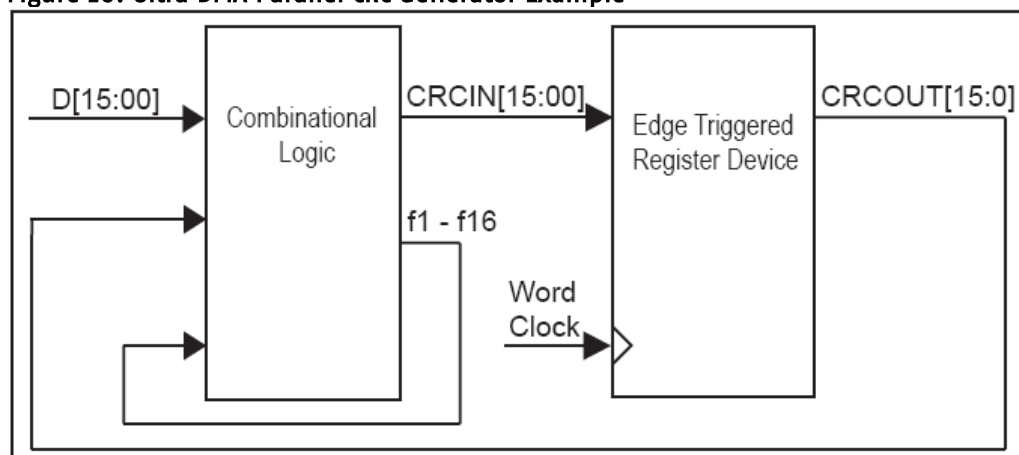 D[15:00]
Combinational
Logic
CRCIN[15:00]
f1 - f16
Edge Triggered
Register Device
Word
Clock
CRCOUT[15:0]